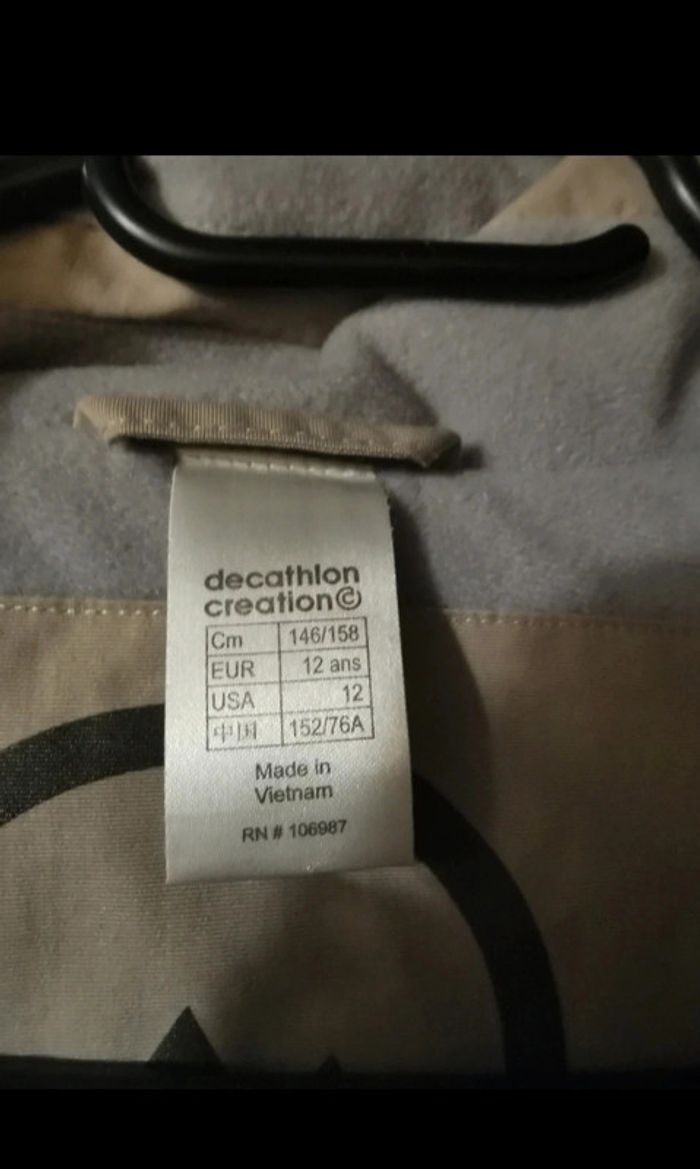 decathlon
creation©
Cm 146/158
EUR 12 ans
USA 12
中国 152/76A
Made in
Vietnam
RN # 106987